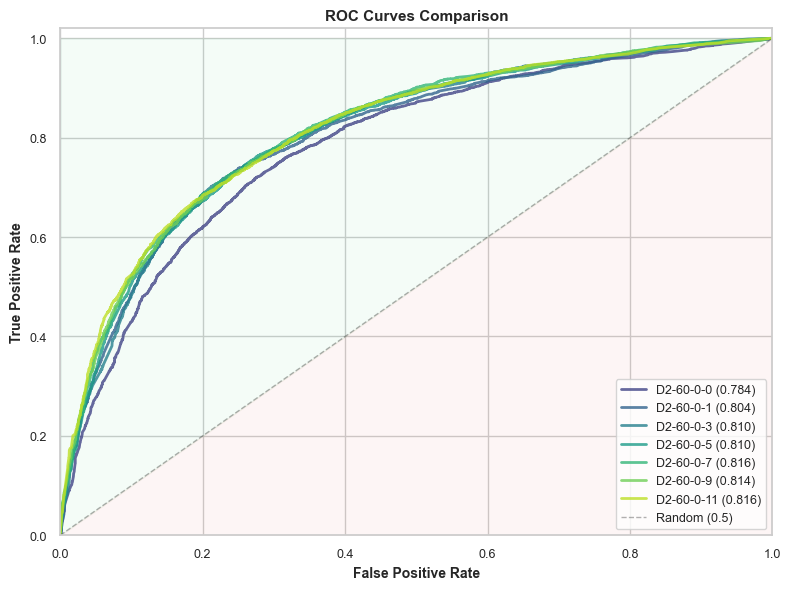 ROC Curves Comparison
True Positive Rate
1.0
0.8
0.6
0.4
0.2
0.0
D2-60-0-0 (0.784)
D2-60-0-1 (0.804)
D2-60-0-3 (0.810)
D2-60-0-5 (0.810)
D2-60-0-7 (0.816)
D2-60-0-9 (0.814)
D2-60-0-11 (0.816)
Random (0.5)
0.0 0.2 0.4 0.6 0.8 1.0
False Positive Rate